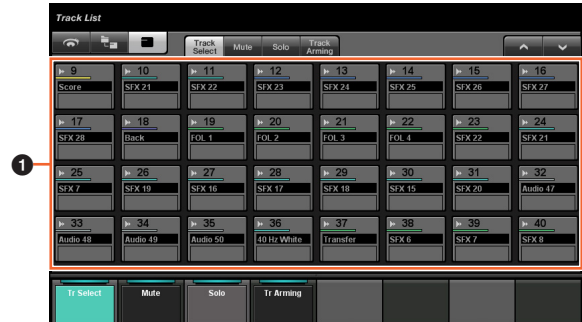 Track List
Track Select Mute Solo Track Arming
9 10 11 12 13 14 15 16
Score SFX 21 SFX 22 SFX 23 SFX 24 SFX 25 SFX 26 SFX 27
17 18 19 20 21 22 23 24
SFX 28 Back FOL 1 FOL 2 FOL 3 FOL 4 SFX 22 SFX 21
1
25 26 27 28 29 30 31 32
SFX 7 SFX 19 SFX 16 SFX 17 SFX 18 SFX 15 SFX 20 Audio 47
33 34 35 36 37 38 39 40
Audio 48 Audio 49 Audio 50 40 Hz White Transfer SFX 6 SFX 7 SFX 8
Tr Select Mute Solo Tr Arming